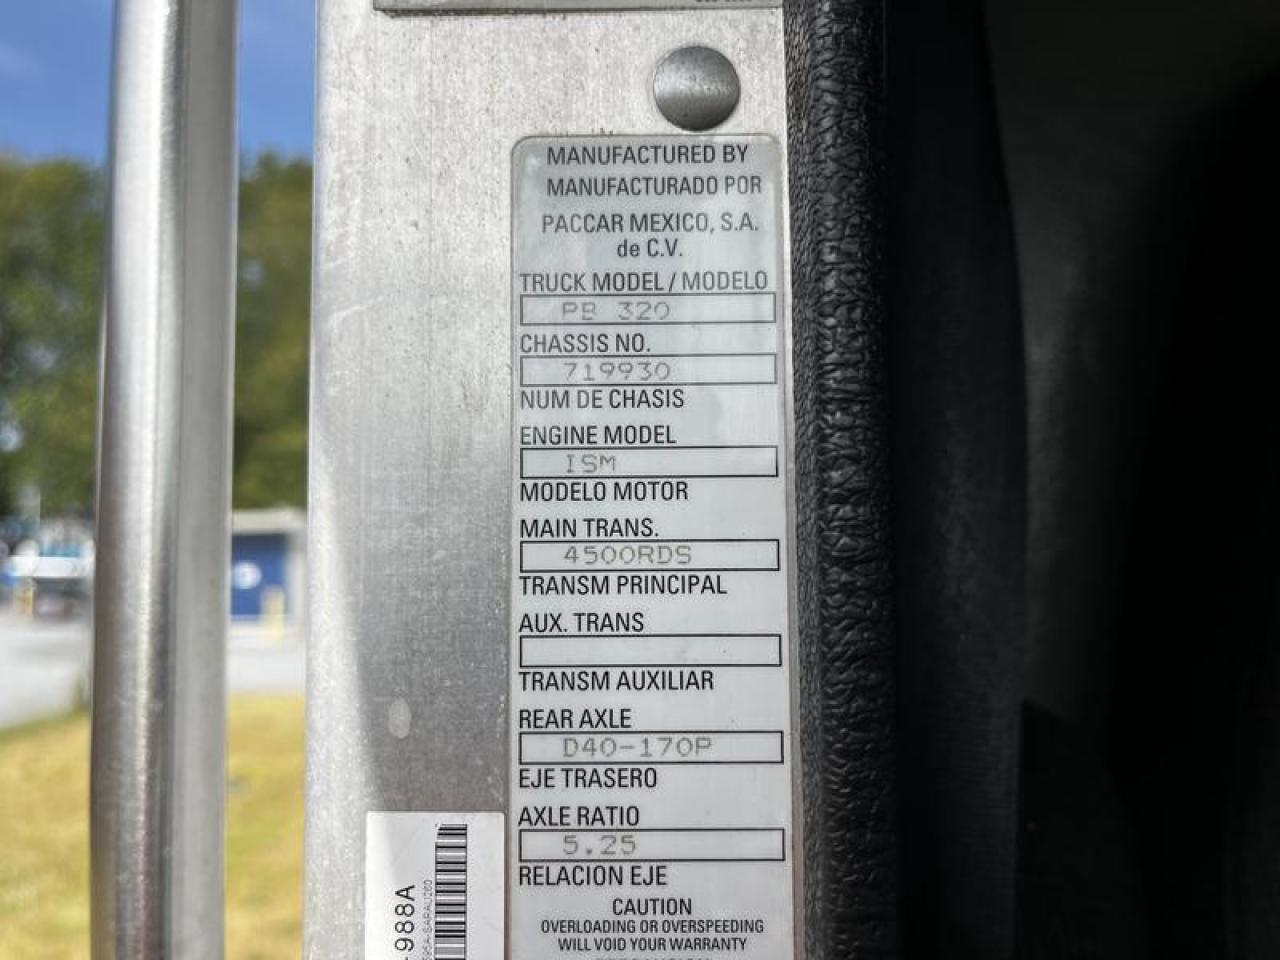 MANUFACTURED BY
MANUFACTURADO POR
PACCAR MEXICO, S.A.
de C.V.
TRUCK MODEL / MODELO
PB 320
CHASSIS NO.
719930
NUM DE CHASIS
ENGINE MODEL
ISM
MODELO MOTOR
MAIN TRANS.
4500RDS
TRANSM PRINCIPAL
AUX. TRANS
TRANSM AUXILIAR
REAR AXLE
D40-170P
EJE TRASERO
AXLE RATIO
5.25
RELACION EJE
CAUTION
OVERLOADING OR OVERSPEEDING
WILL VOID YOUR WARRANTY
-988A